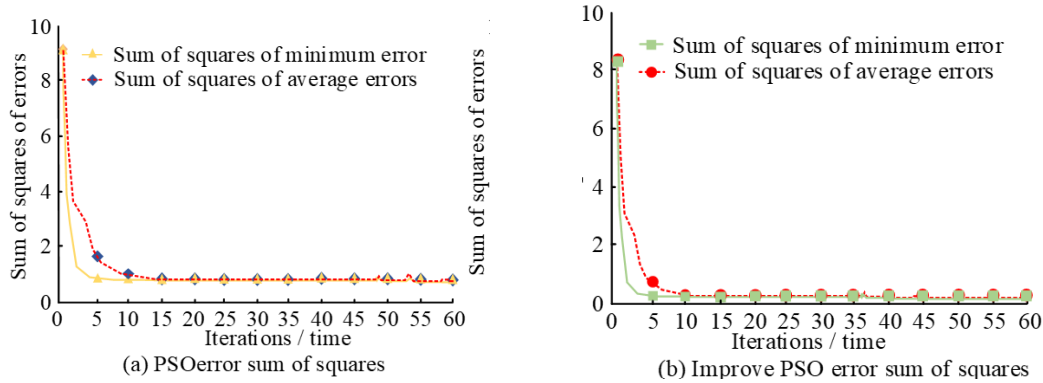 10
Sum of squares of minimum error
Sum of squares of average errors
8
6
4
2
0
Sum of squares of errors
0 5 10 15 20 25 30 35 40 45 50 55 60
Iterations / time
(a) PSOerror sum of squares
10
Sum of squares of minimum error
Sum of squares of average errors
8
6
4
2
0
Sum of squares of errors
0 5 10 15 20 25 30 35 40 45 50 55 60
Iterations / time
(b) Improve PSO error sum of squares